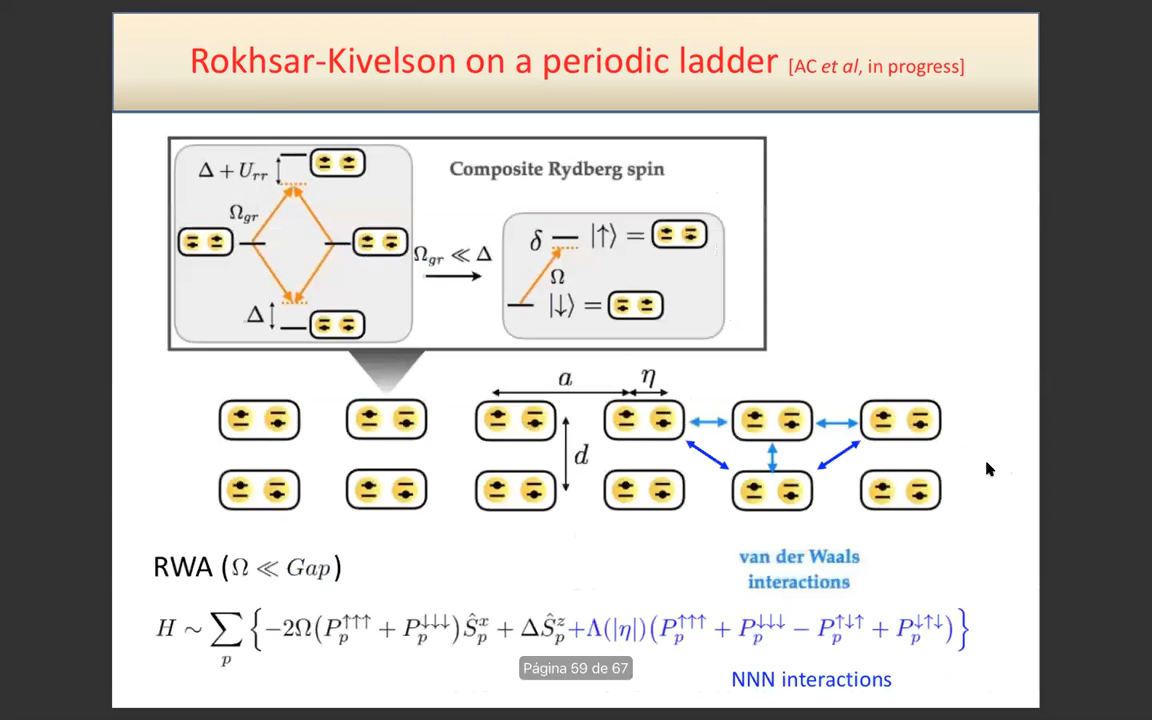 Rokhsar-Kivelson on a periodic ladder [AC et al, in progress]
Δ + U_rr
Ω_gr
Δ
Composite Rydberg spin
Ω_gr ≪ Δ
δ |↑⟩ =
Ω
|↓⟩ =
a η
d
RWA (Ω ≪ Gap)
van der Waals
interactions
H ∼ ∑_p {−2Ω(P_p^↑↑↑ + P_p^↓↓↓)Ŝ_p^x + ΔŜ_p^z+Λ(|η|)(P_p^↑↑↑ + P_p^↓↓↓ − P_p^↑↓↑ + P_p^↓↑↓)}
Página 59 de 67
NNN interactions